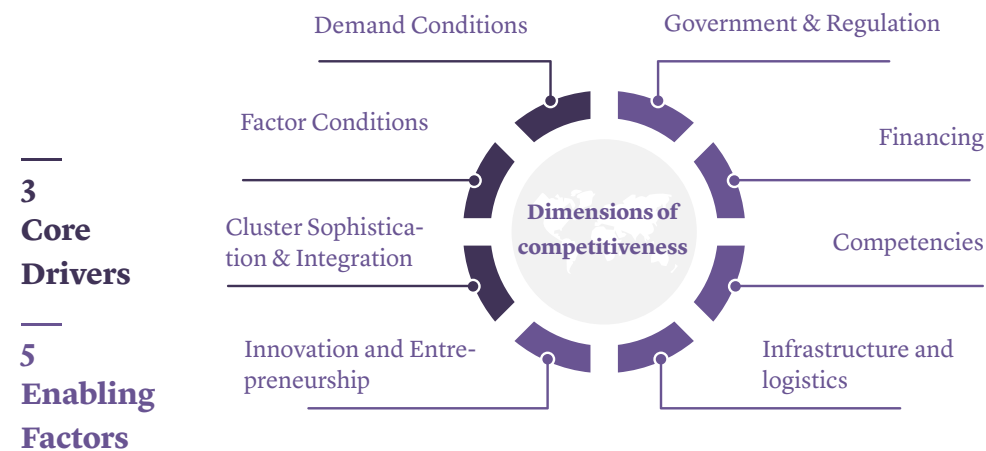 3
Core
Drivers
5
Enabling
Factors
Demand Conditions
Factor Conditions
Cluster Sophistica-
tion & Integration
Innovation and Entre-
preneurship
Dimensions of
competitiveness
Government & Regulation
Financing
Competencies
Infrastructure and
logistics